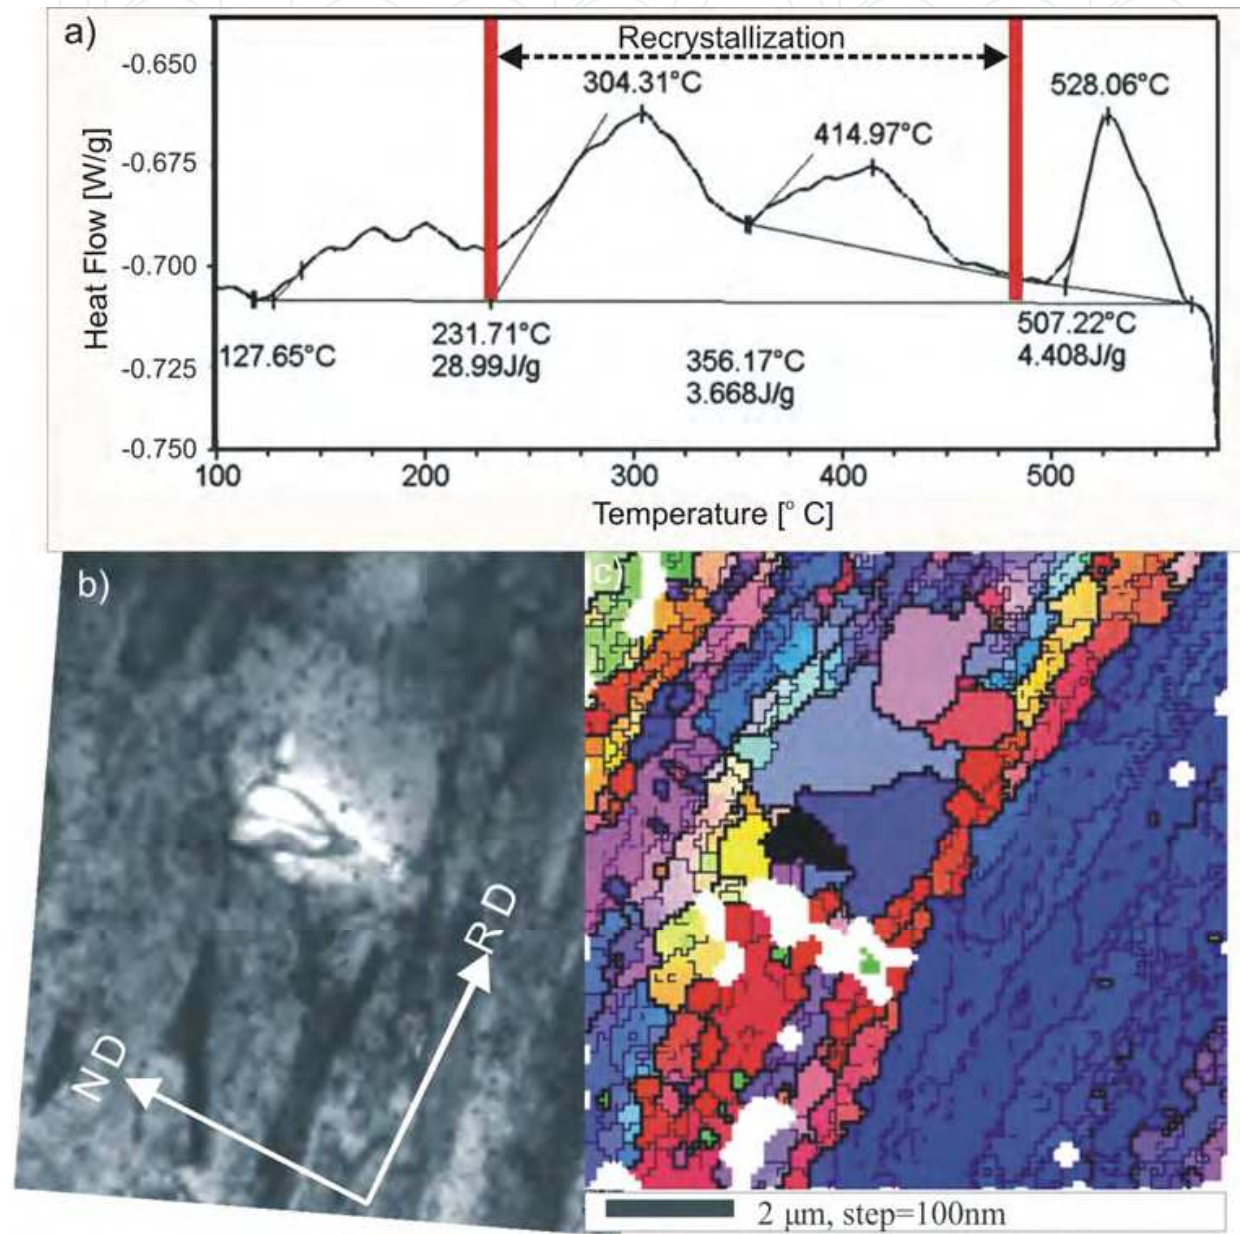 a)
Recrystallization
304.31°C
528.06°C
414.97°C
Heat Flow [W/g]
-0.650
-0.675
-0.700
-0.725
-0.750
127.65°C
231.71°C
28.99J/g
356.17°C
3.668J/g
507.22°C
4.408J/g
100
200
300
400
500
Temperature [° C]
b)
RD
ND
c)
2 µm, step=100nm